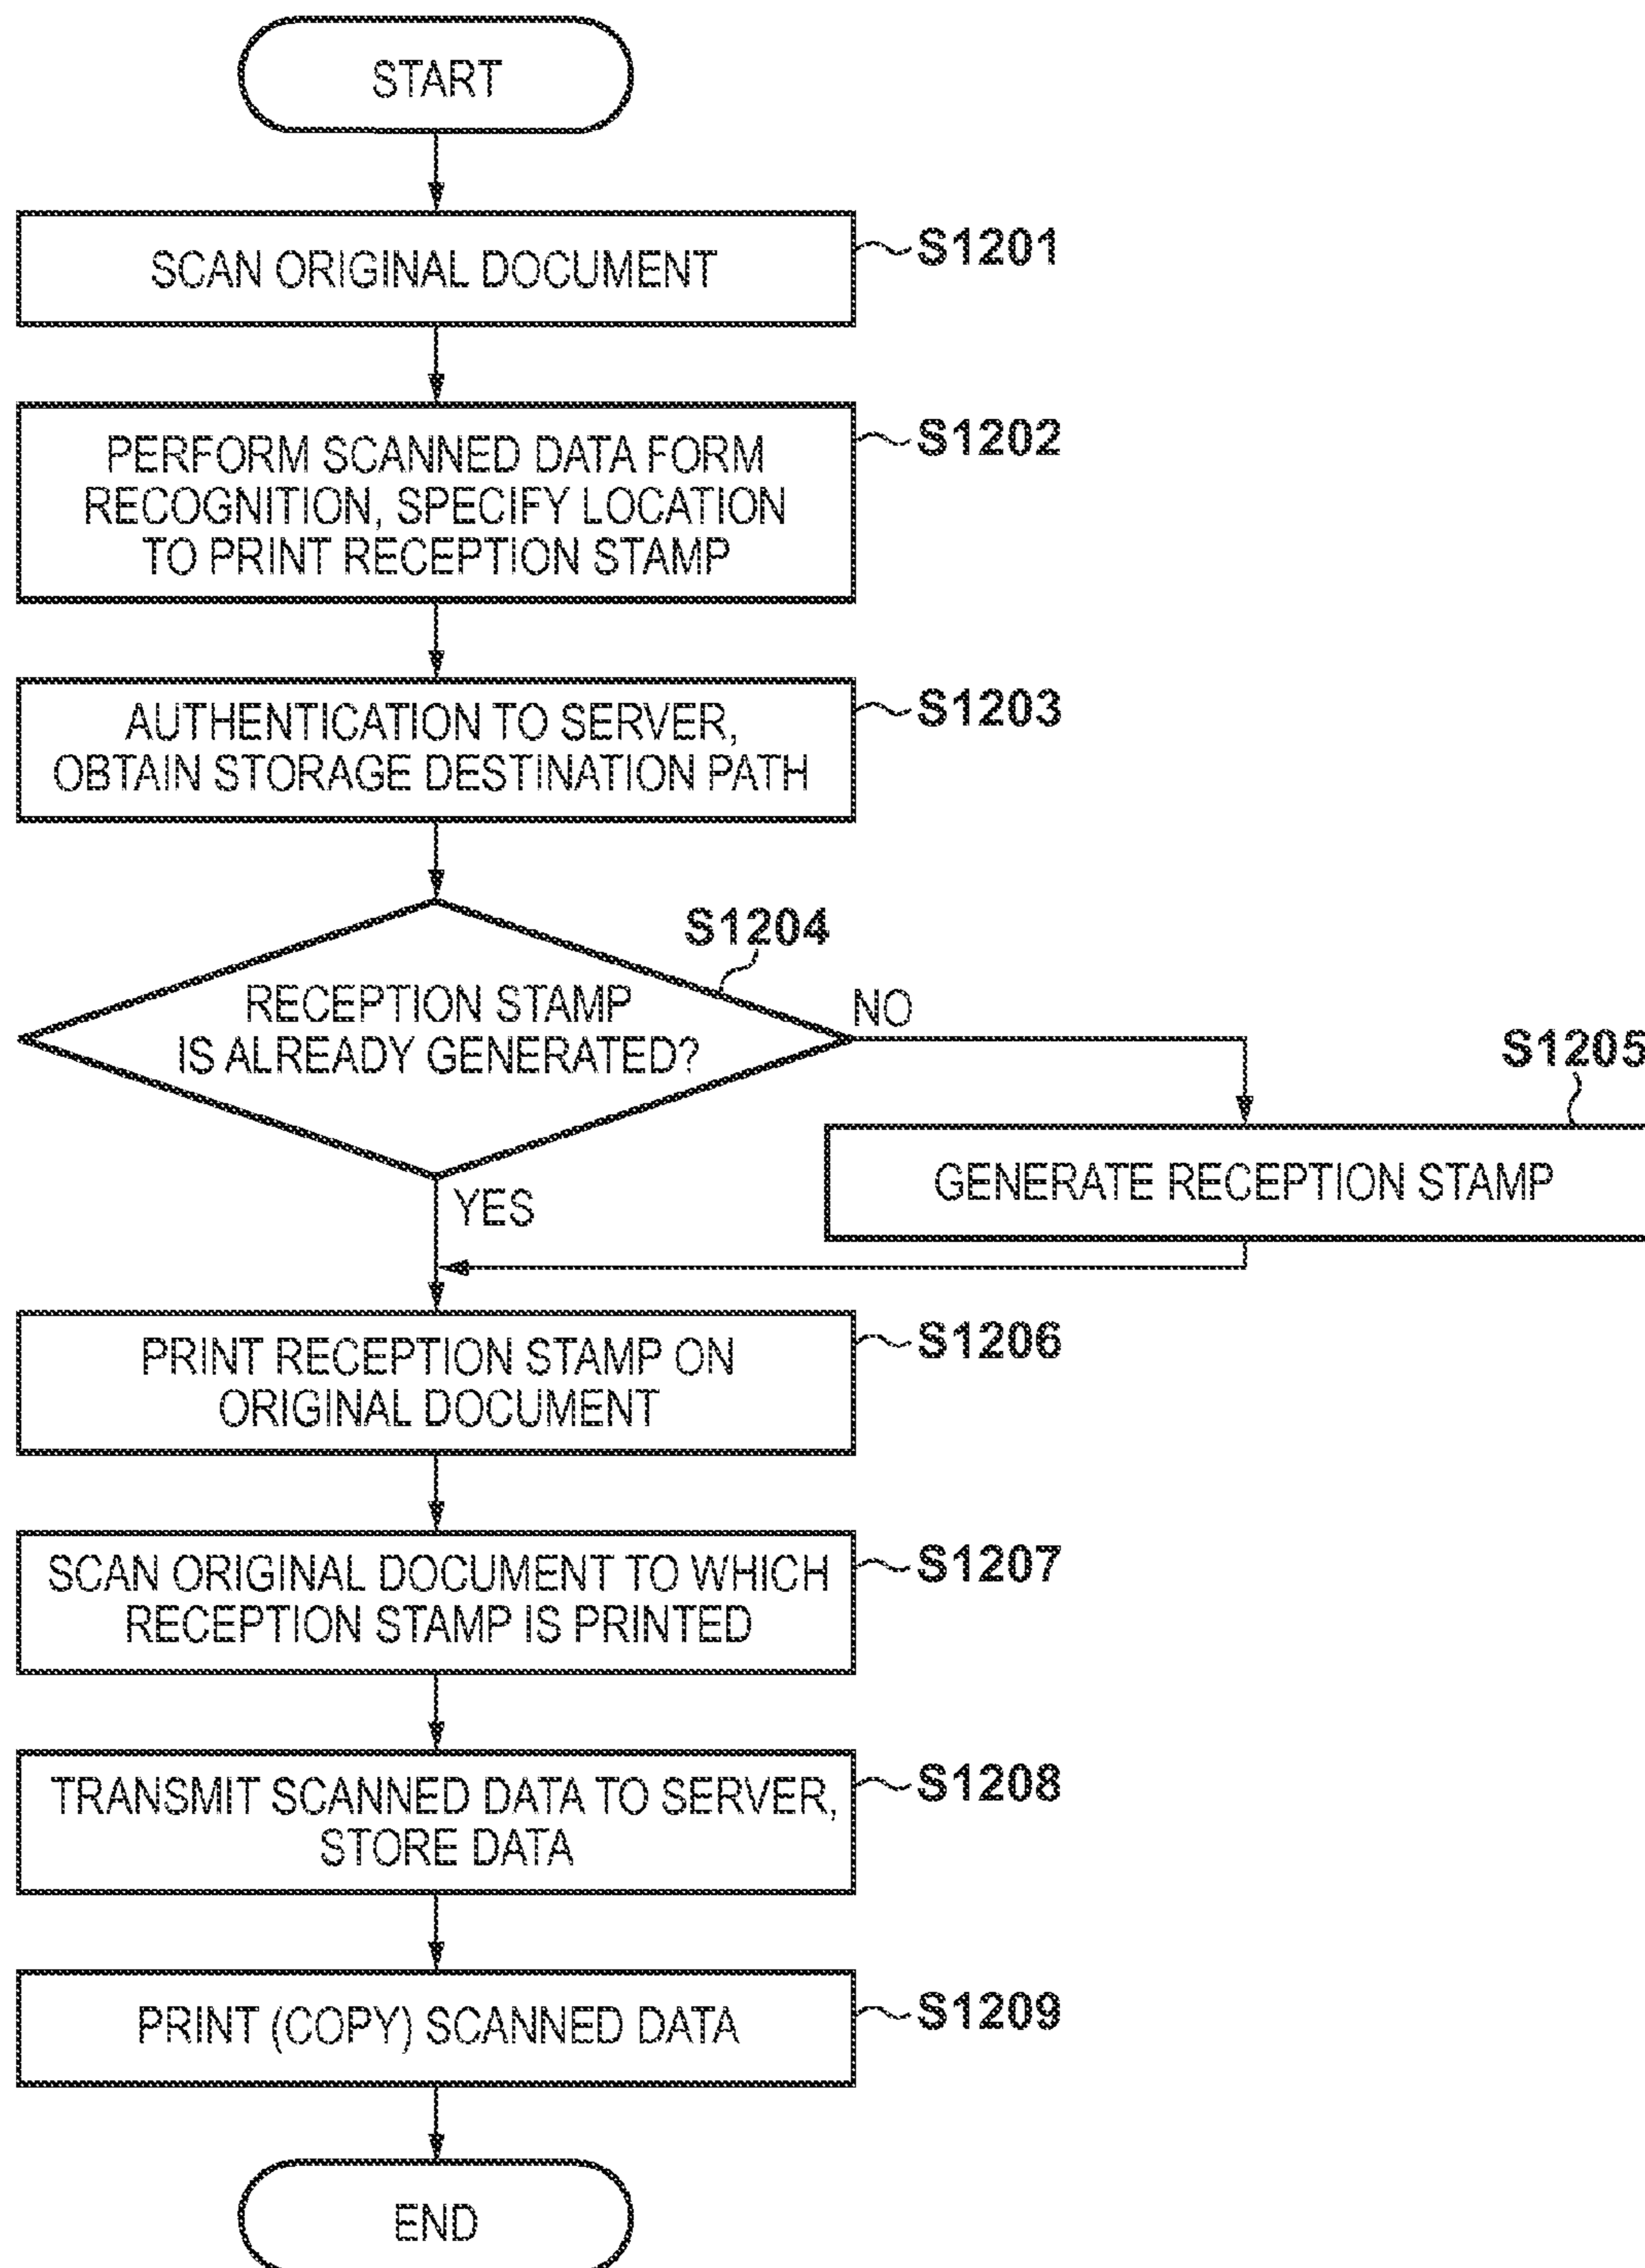 START
SCAN ORIGINAL DOCUMENT
S1201
PERFORM SCANNED DATA FORM
RECOGNITION, SPECIFY LOCATION
TO PRINT RECEPTION STAMP
S1202
AUTHENTICATION TO SERVER,
OBTAIN STORAGE DESTINATION PATH
S1203
S1204
RECEPTION STAMP
IS ALREADY GENERATED?
NO
YES
S1205
GENERATE RECEPTION STAMP
PRINT RECEPTION STAMP ON
ORIGINAL DOCUMENT
S1206
SCAN ORIGINAL DOCUMENT TO WHICH
RECEPTION STAMP IS PRINTED
S1207
TRANSMIT SCANNED DATA TO SERVER,
STORE DATA
S1208
PRINT (COPY) SCANNED DATA
S1209
END